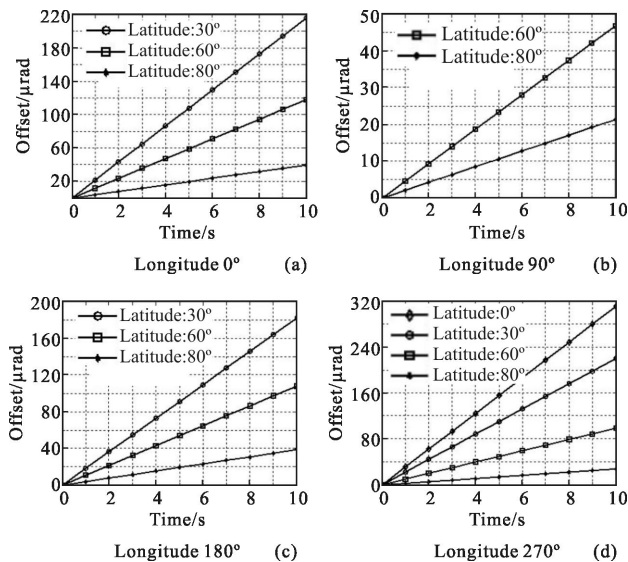 220
180
140
100
60
20
Offset/μrad
Latitude:30°
Latitude:60°
Latitude:80°
0 2 4 6 8 10
Time/s
Longitude 0° (a)
50
40
30
20
10
0
Offset/μrad
Latitude:60°
Latitude:80°
0 2 4 6 8 10
Time/s
Longitude 90° (b)
200
160
120
80
40
0
Offset/μrad
Latitude:30°
Latitude:60°
Latitude:80°
0 2 4 6 8 10
Time/s
Longitude 180° (c)
320
240
160
80
0
Offset/μrad
Latitude:0°
Latitude:30°
Latitude:60°
Latitude:80°
0 2 4 6 8 10
Time/s
Longitude 270° (d)